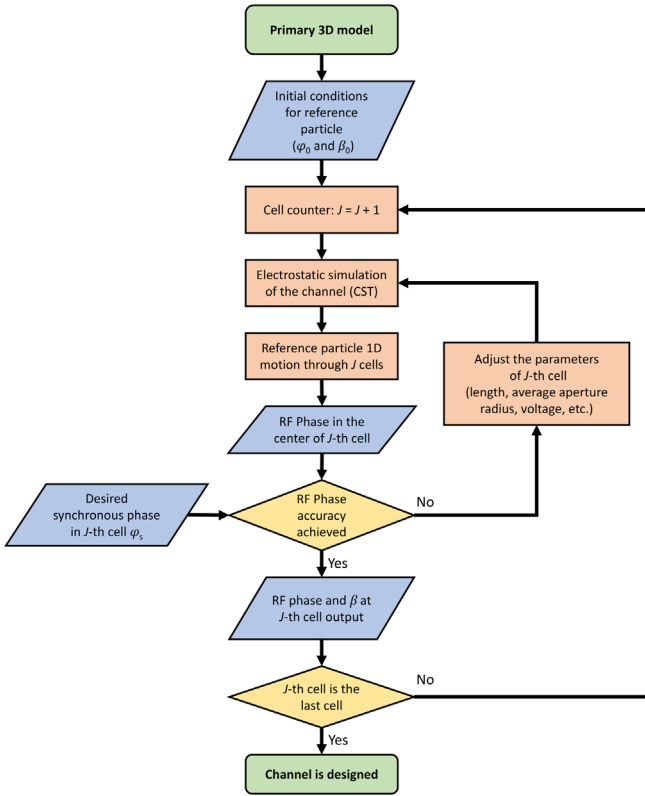 Primary 3D model
Initial conditions
for reference
particle
(φ₀ and β₀)
Cell counter: J = J + 1
Electrostatic simulation
of the channel (CST)
Reference particle 1D
motion through J cells
Adjust the parameters
of J-th cell
(length, average aperture
radius, voltage, etc.)
RF Phase in the
center of J-th cell
Desired
synchronous phase
in J-th cell φₛ
RF Phase
accuracy
achieved
No
Yes
RF phase and β at
J-th cell output
J-th cell is the
last cell
No
Yes
Channel is designed